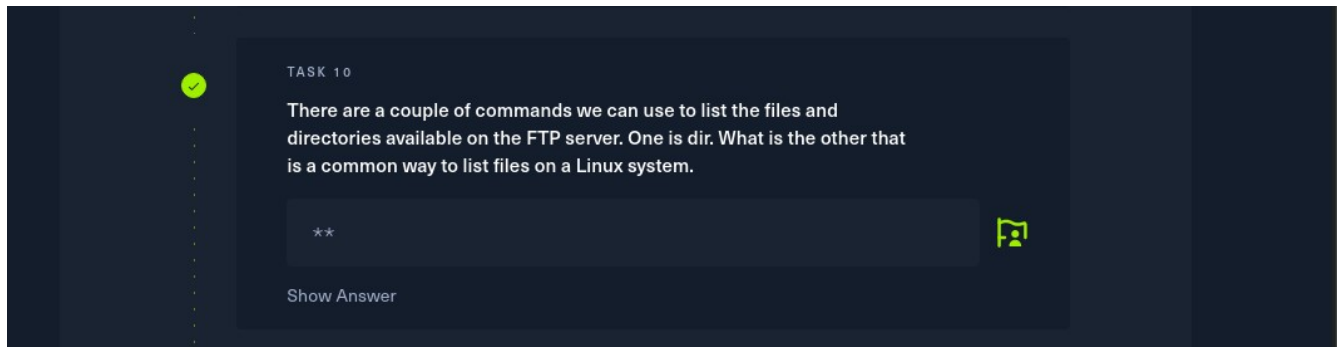 TASK 10
There are a couple of commands we can use to list the files and
directories available on the FTP server. One is dir. What is the other that
is a common way to list files on a Linux system.
**
Show Answer